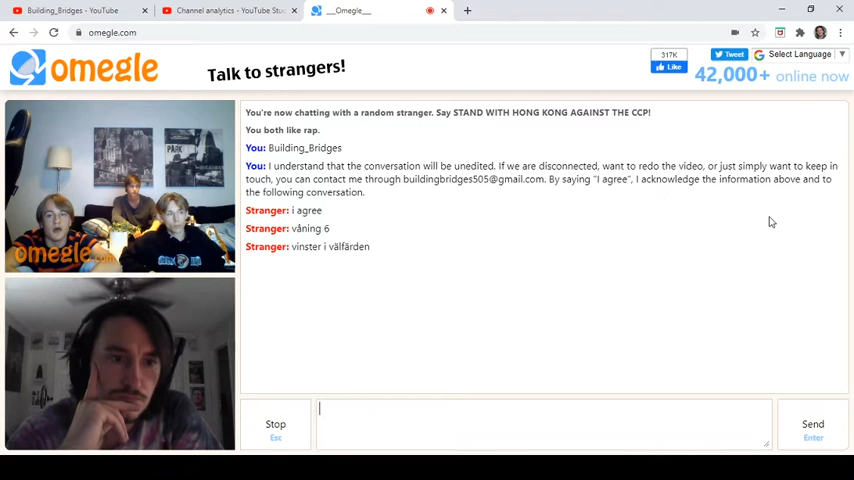 Building_Bridges - YouTube
Channel analytics - YouTube Stu
___Omegle___
omegle.com
omegle
Talk to strangers!
317K
Like
Tweet
Select Language
42,000+ online now
You're now chatting with a random stranger. Say STAND WITH HONG KONG AGAINST THE CCP!
You both like rap.
You: Building_Bridges
You: I understand that the conversation will be unedited. If we are disconnected, want to redo the video, or just simply want to keep in
touch, you can contact me through buildingbridges505@gmail.com. By saying "I agree", I acknowledge the information above and to
the following conversation.
Stranger: i agree
Stranger: våning 6
Stranger: vinster i välfärden
PARK
omegle.com
Stop
Esc
Send
Enter